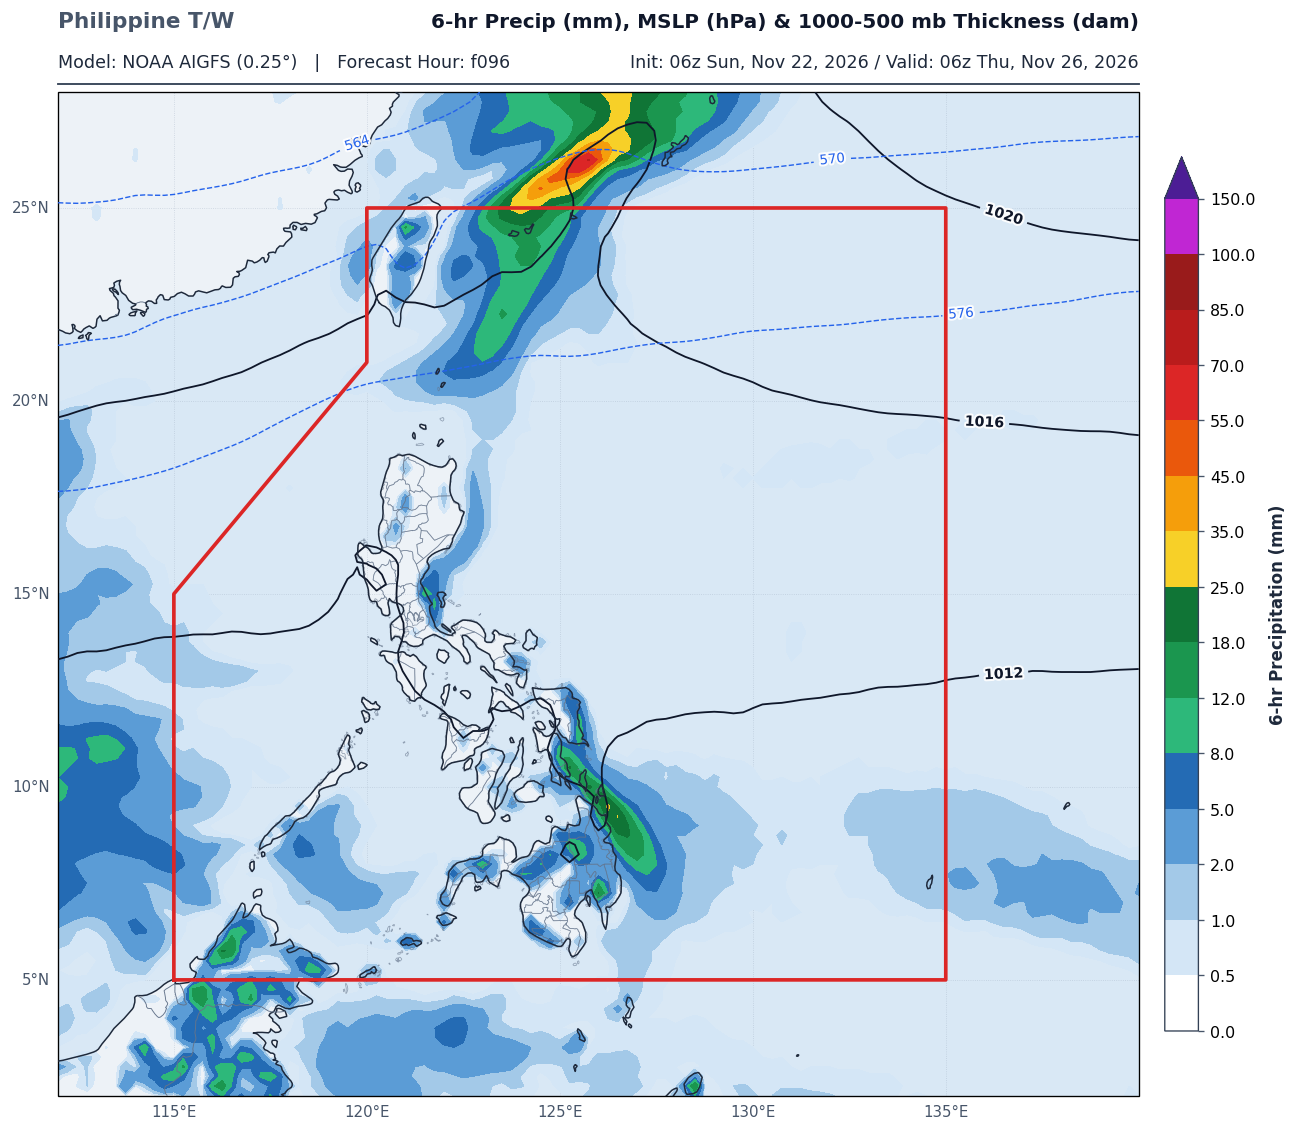 Philippine T/W
6-hr Precip (mm), MSLP (hPa) & 1000-500 mb Thickness (dam)
Model: NOAA AIGFS (0.25°) | Forecast Hour: f096
Init: 06z Sun, Nov 22, 2026 / Valid: 06z Thu, Nov 26, 2026
564
570
1020
576
1016
1012
25°N
20°N
15°N
10°N
5°N
115°E
120°E
125°E
130°E
135°E
150.0
100.0
85.0
70.0
55.0
45.0
35.0
25.0
18.0
12.0
8.0
5.0
2.0
1.0
0.5
0.0
6-hr Precipitation (mm)